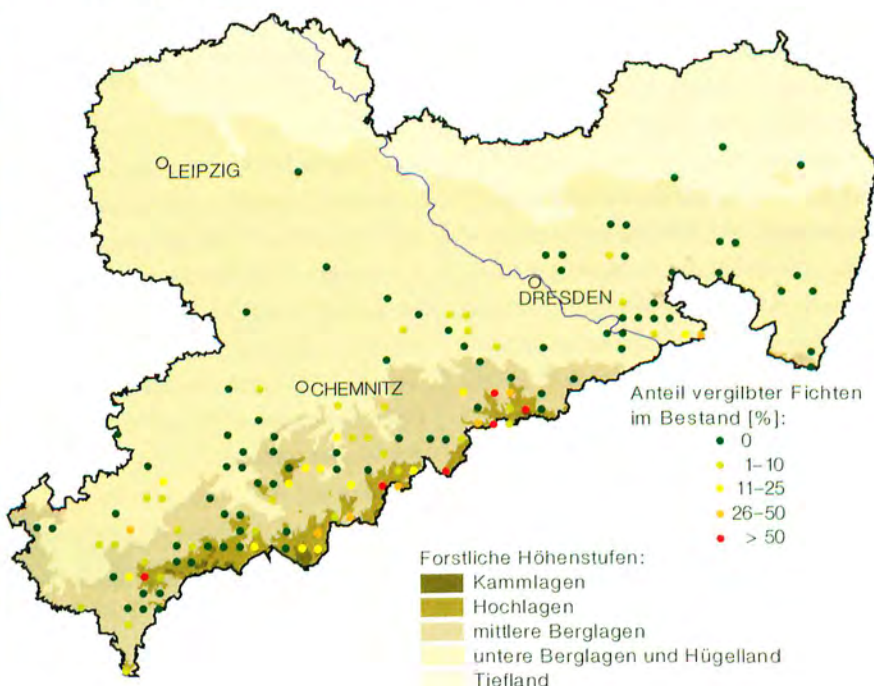 LEIPZIG
DRESDEN
CHEMNITZ
Anteil vergilbter Fichten
im Bestand [%]:
0
1–10
11–25
26–50
> 50
Forstliche Höhenstufen:
Kammlagen
Hochlagen
mittlere Berglagen
untere Berglagen und Hügelland
Tiefland